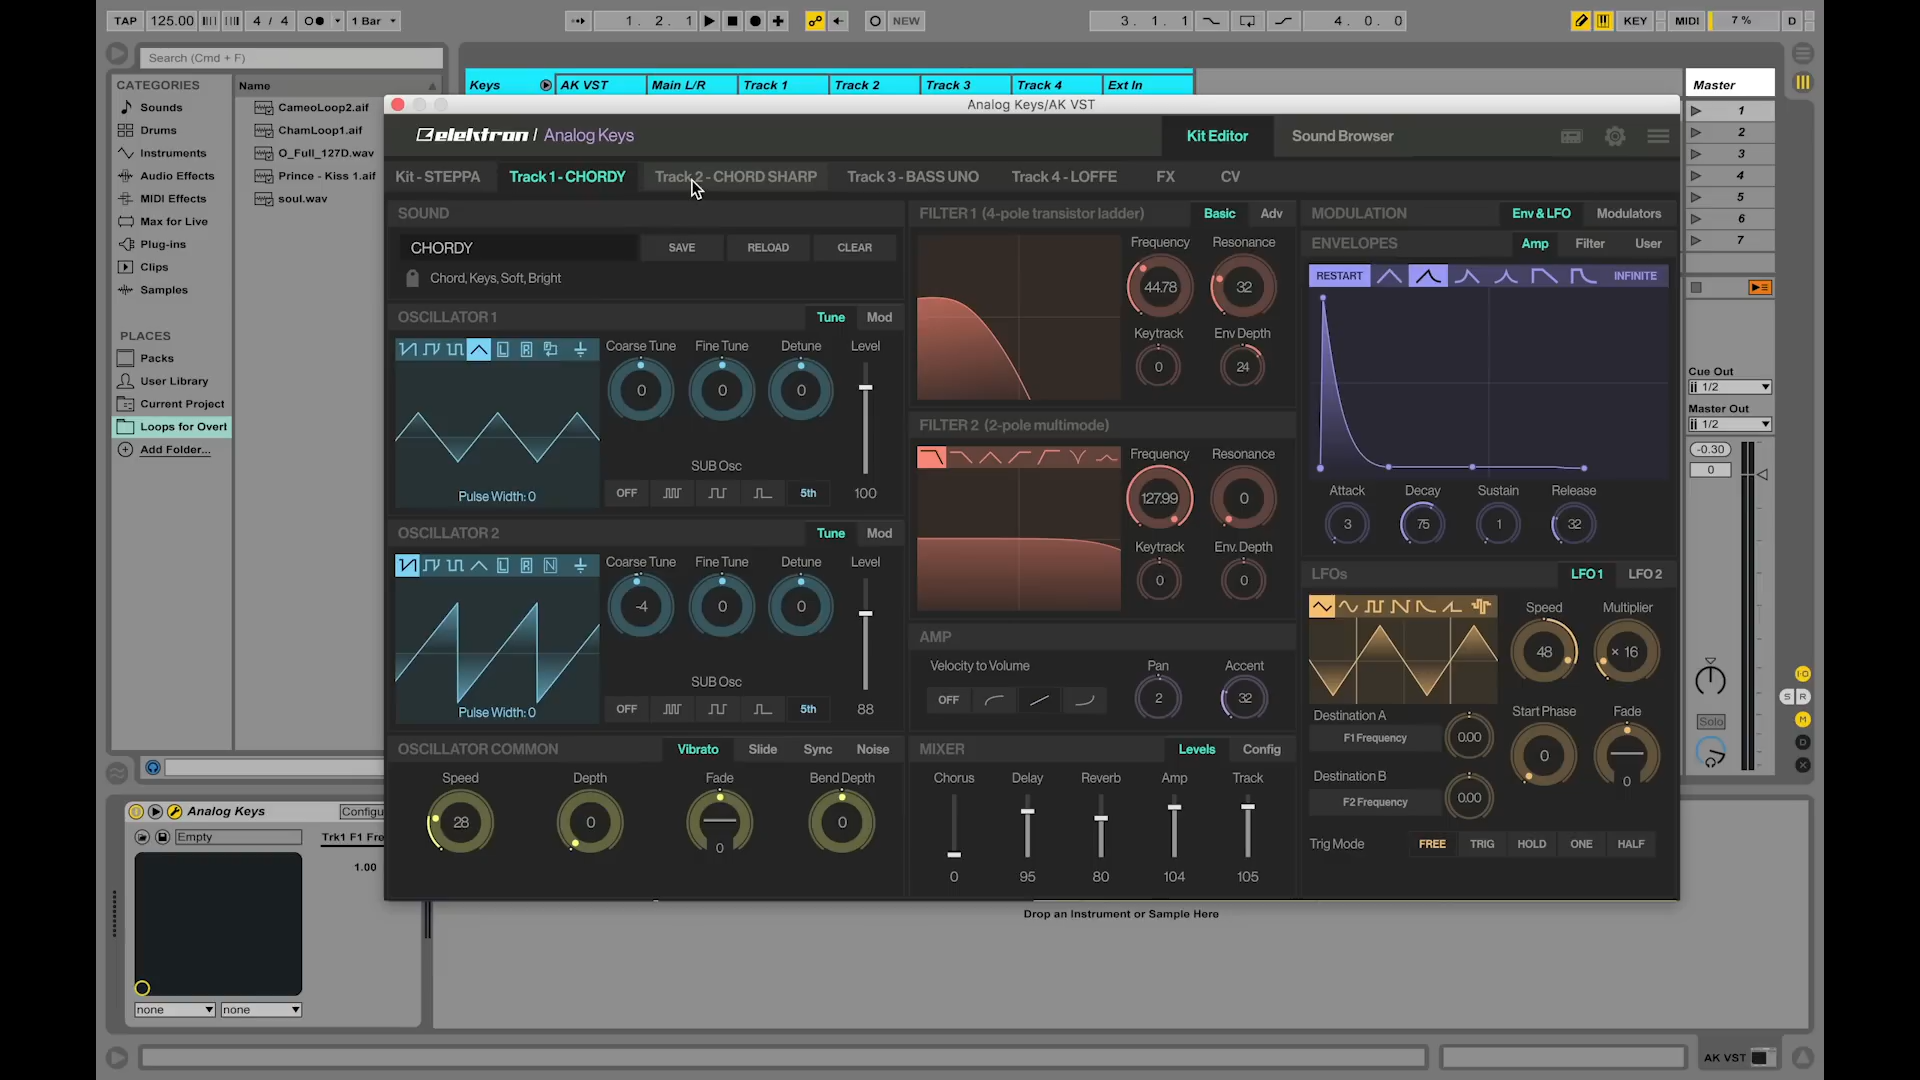 TAP 125.00 4 / 4 1 Bar 1. 2. 1 NEW 3. 1. 1 4. 0. 0 KEY MIDI 7 % D
Search (Cmd + F)
CATEGORIES
Sounds
Drums
Instruments
Audio Effects
MIDI Effects
Max for Live
Plug-ins
Clips
Samples
PLACES
Packs
User Library
Current Project
Loops for Overl
Add Folder...
Name
CameoLoop2.aif
ChamLoop1.aif
O_Full_127D.wav
Prince - Kiss 1.aif
soul.wav
Keys AK VST Main L/R Track 1 Track 2 Track 3 Track 4 Ext In Master
Analog Keys/AK VST
elektron / Analog Keys Kit Editor Sound Browser
Kit - STEPPA Track 1 - CHORDY Track 2 - CHORD SHARP Track 3 - BASS UNO Track 4 - LOFFE FX CV
SOUND
CHORDY SAVE RELOAD CLEAR
Chord, Keys, Soft, Bright
OSCILLATOR 1 Tune Mod
L R
Coarse Tune Fine Tune Detune Level
0 0 0
SUB Osc
Pulse Width: 0
OFF 5th 100
OSCILLATOR 2 Tune Mod
L R N
Coarse Tune Fine Tune Detune Level
-4 0 0
SUB Osc
Pulse Width: 0
OFF 5th 88
OSCILLATOR COMMON Vibrato Slide Sync Noise
Speed Depth Fade Bend Depth
28 0 0 0
FILTER 1 (4-pole transistor ladder) Basic Adv
Frequency Resonance
44.78 32
Keytrack Env Depth
0 24
FILTER 2 (2-pole multimode)
Frequency Resonance
127.99 0
Keytrack Env. Depth
0 0
AMP
Velocity to Volume Pan Accent
OFF 2 32
MIXER Levels Config
Chorus Delay Reverb Amp Track
0 95 80 104 105
MODULATION Env & LFO Modulators
ENVELOPES Amp Filter User
RESTART INFINITE
Attack Decay Sustain Release
3 75 1 32
LFOs LFO 1 LFO 2
Speed Multiplier
48 × 16
Destination A Start Phase Fade
F1 Frequency 0.00
0 0
Destination B
F2 Frequency 0.00
Trig Mode FREE TRIG HOLD ONE HALF
1
2
3
4
5
6
7
Cue Out
1/2
Master Out
1/2
-0.30
0
Solo
I·O
S R
M
D
X
Analog Keys Configu
Empty Trk1 F1 Fre
1.00
none none
Drop an Instrument or Sample Here
AK VST